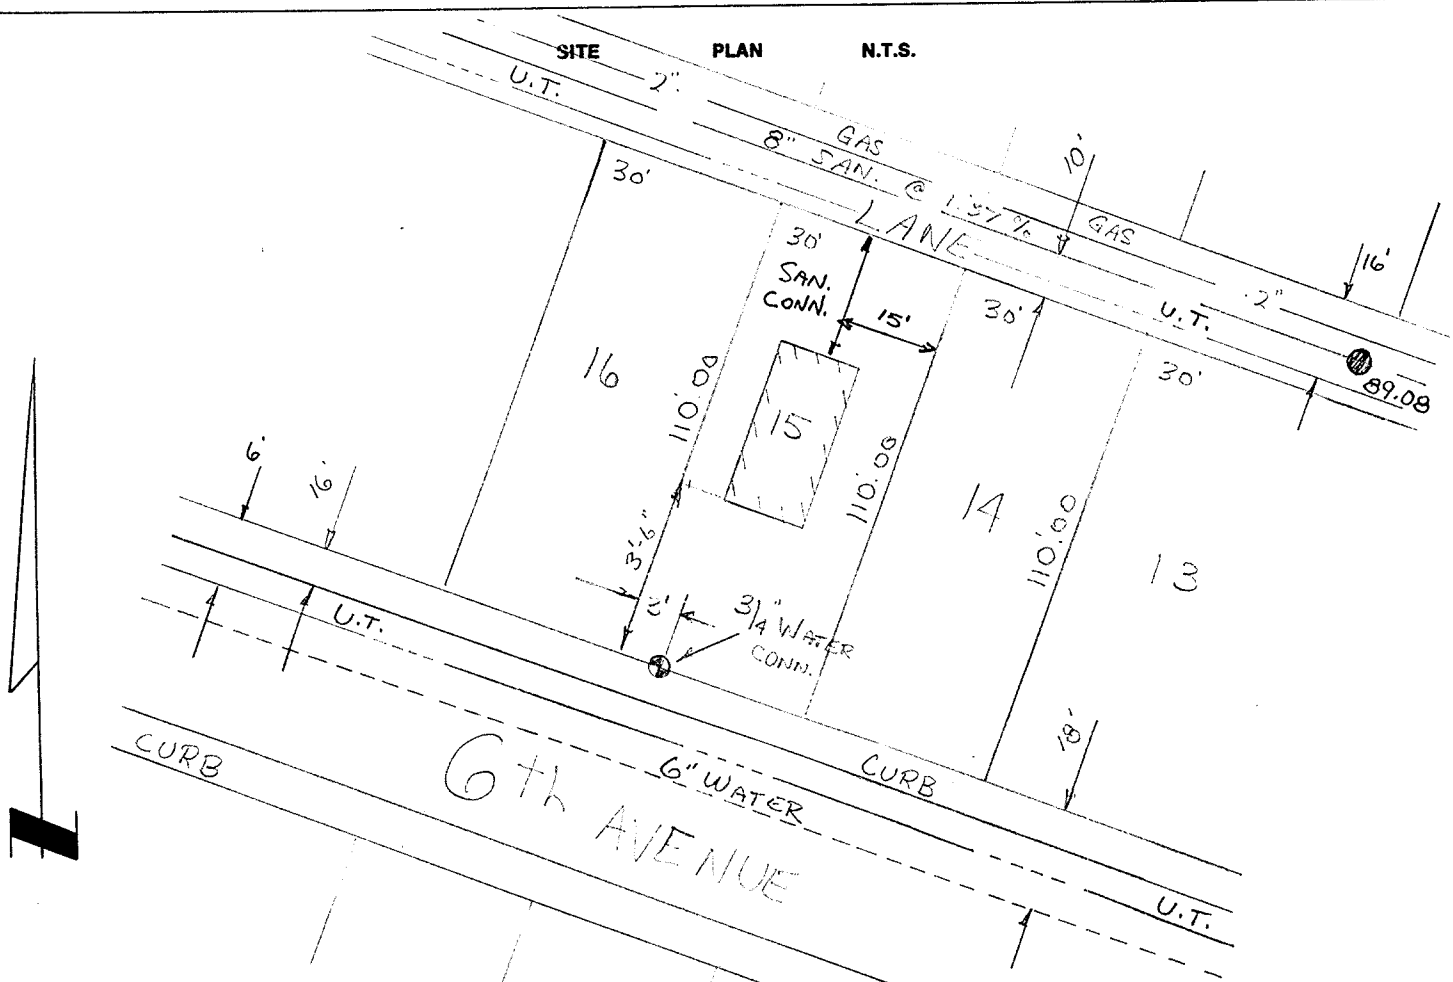 SITE PLAN N.T.S.
U.T.
2"
GAS
8" SAN. @ 1.37%
LANE
GAS
10'
16'
2"
U.T.
89.08
30'
30'
30'
30'
SAN.
CONN.
15'
16
15
14
13
110.00
110.00
110.00
6'
16'
3'-6"
3/4" WATER
CONN.
18'
U.T.
CURB
CURB
6th AVENUE
6" WATER
U.T.